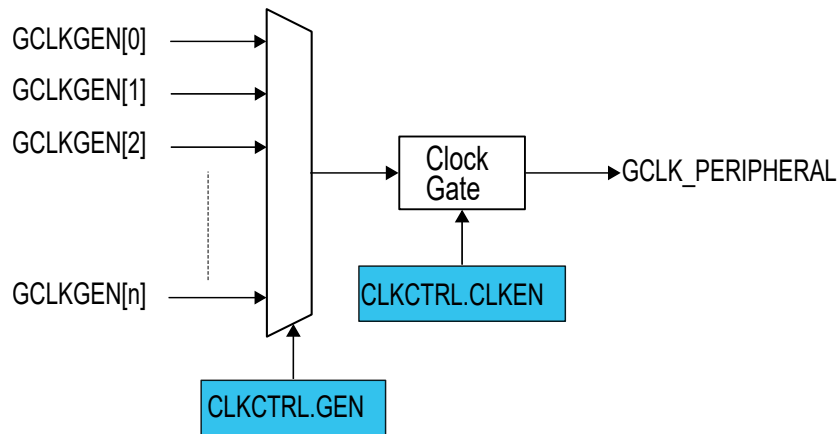 GCLKGEN[0]
GCLKGEN[1]
GCLKGEN[2]
Clock
Gate
GCLK_PERIPHERAL
GCLKGEN[n]
CLKCTRL.CLKEN
CLKCTRL.GEN